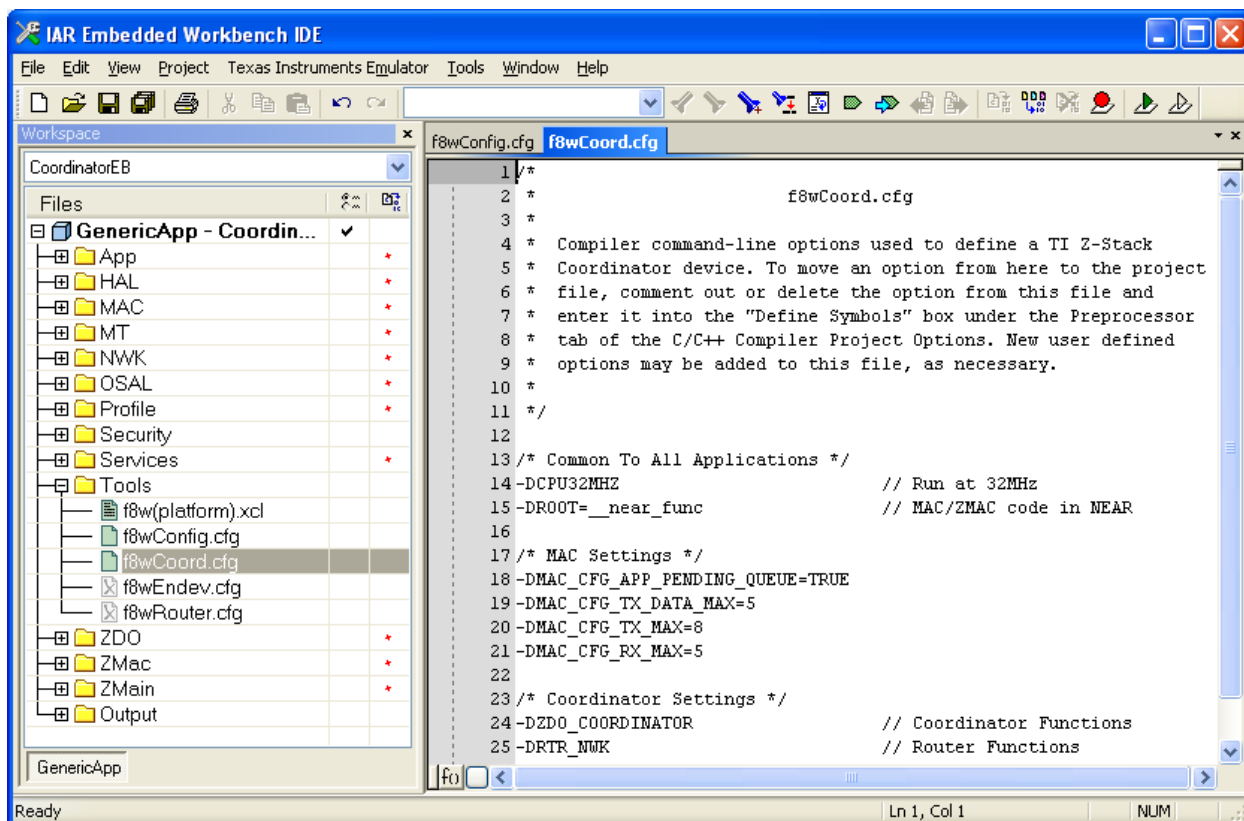 IAR Embedded Workbench IDE
File Edit View Project Texas Instruments Emulator Tools Window Help
Workspace
CoordinatorEB
Files
GenericApp - Coordin...
App
HAL
MAC
MT
NWK
OSAL
Profile
Security
Services
Tools
f8w(platform).xcl
f8wConfig.cfg
f8wCoord.cfg
f8wEndev.cfg
f8wRouter.cfg
ZDO
ZMac
ZMain
Output
GenericApp
f8wConfig.cfg f8wCoord.cfg
1 /*
2 * f8wCoord.cfg
3 *
4 * Compiler command-line options used to define a TI Z-Stack
5 * Coordinator device. To move an option from here to the project
6 * file, comment out or delete the option from this file and
7 * enter it into the "Define Symbols" box under the Preprocessor
8 * tab of the C/C++ Compiler Project Options. New user defined
9 * options may be added to this file, as necessary.
10 *
11 */
12
13 /* Common To All Applications */
14 -DCPU32MHZ // Run at 32MHz
15 -DROOT=__near_func // MAC/ZMAC code in NEAR
16
17 /* MAC Settings */
18 -DMAC_CFG_APP_PENDING_QUEUE=TRUE
19 -DMAC_CFG_TX_DATA_MAX=5
20 -DMAC_CFG_TX_MAX=8
21 -DMAC_CFG_RX_MAX=5
22
23 /* Coordinator Settings */
24 -DZDO_COORDINATOR // Coordinator Functions
25 -DRTR_NWK // Router Functions
f()
Ready Ln 1, Col 1 NUM